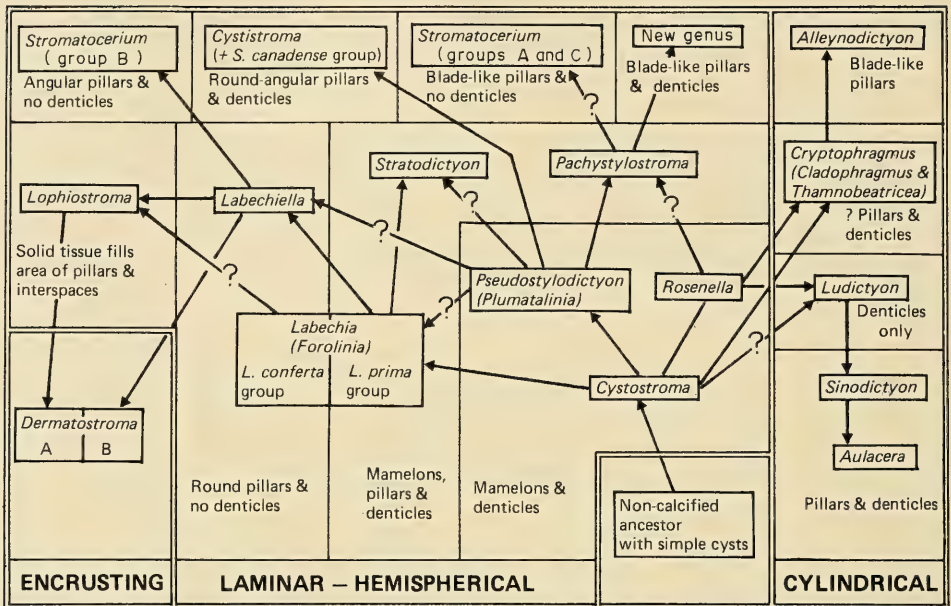 Stromatocerium
( group B )
Angular pillars &
no denticles
Cystistroma
(+ S. canadense group)
Round-angular pillars
& denticles
Stromatocerium
(groups A and C)
Blade-like pillars &
no denticles
New genus
Blade-like pillars
& denticles
Alleynodictyon
Blade-like
pillars
?
Stratodictyon
Pachystylostroma
Cryptophragmus
(Cladophragmus &
Thamnobeatricea)
? Pillars &
denticles
Lophiostroma
Labechiella
?
?
?
Solid tissue fills
area of pillars &
interspaces
?
Pseudostylodictyon
(Plumatalinia)
Rosenella
Ludictyon
Denticles
only
?
Labechia
(Forolinia)
L. conferta
group
L. prima
group
?
Cystostroma
Sinodictyon
Dermatostroma
A
B
Aulacera
Round pillars &
no denticles
Mamelons,
pillars &
denticles
Mamelons &
denticles
Non-calcified
ancestor
with simple cysts
Pillars & denticles
ENCRUSTING
LAMINAR – HEMISPHERICAL
CYLINDRICAL